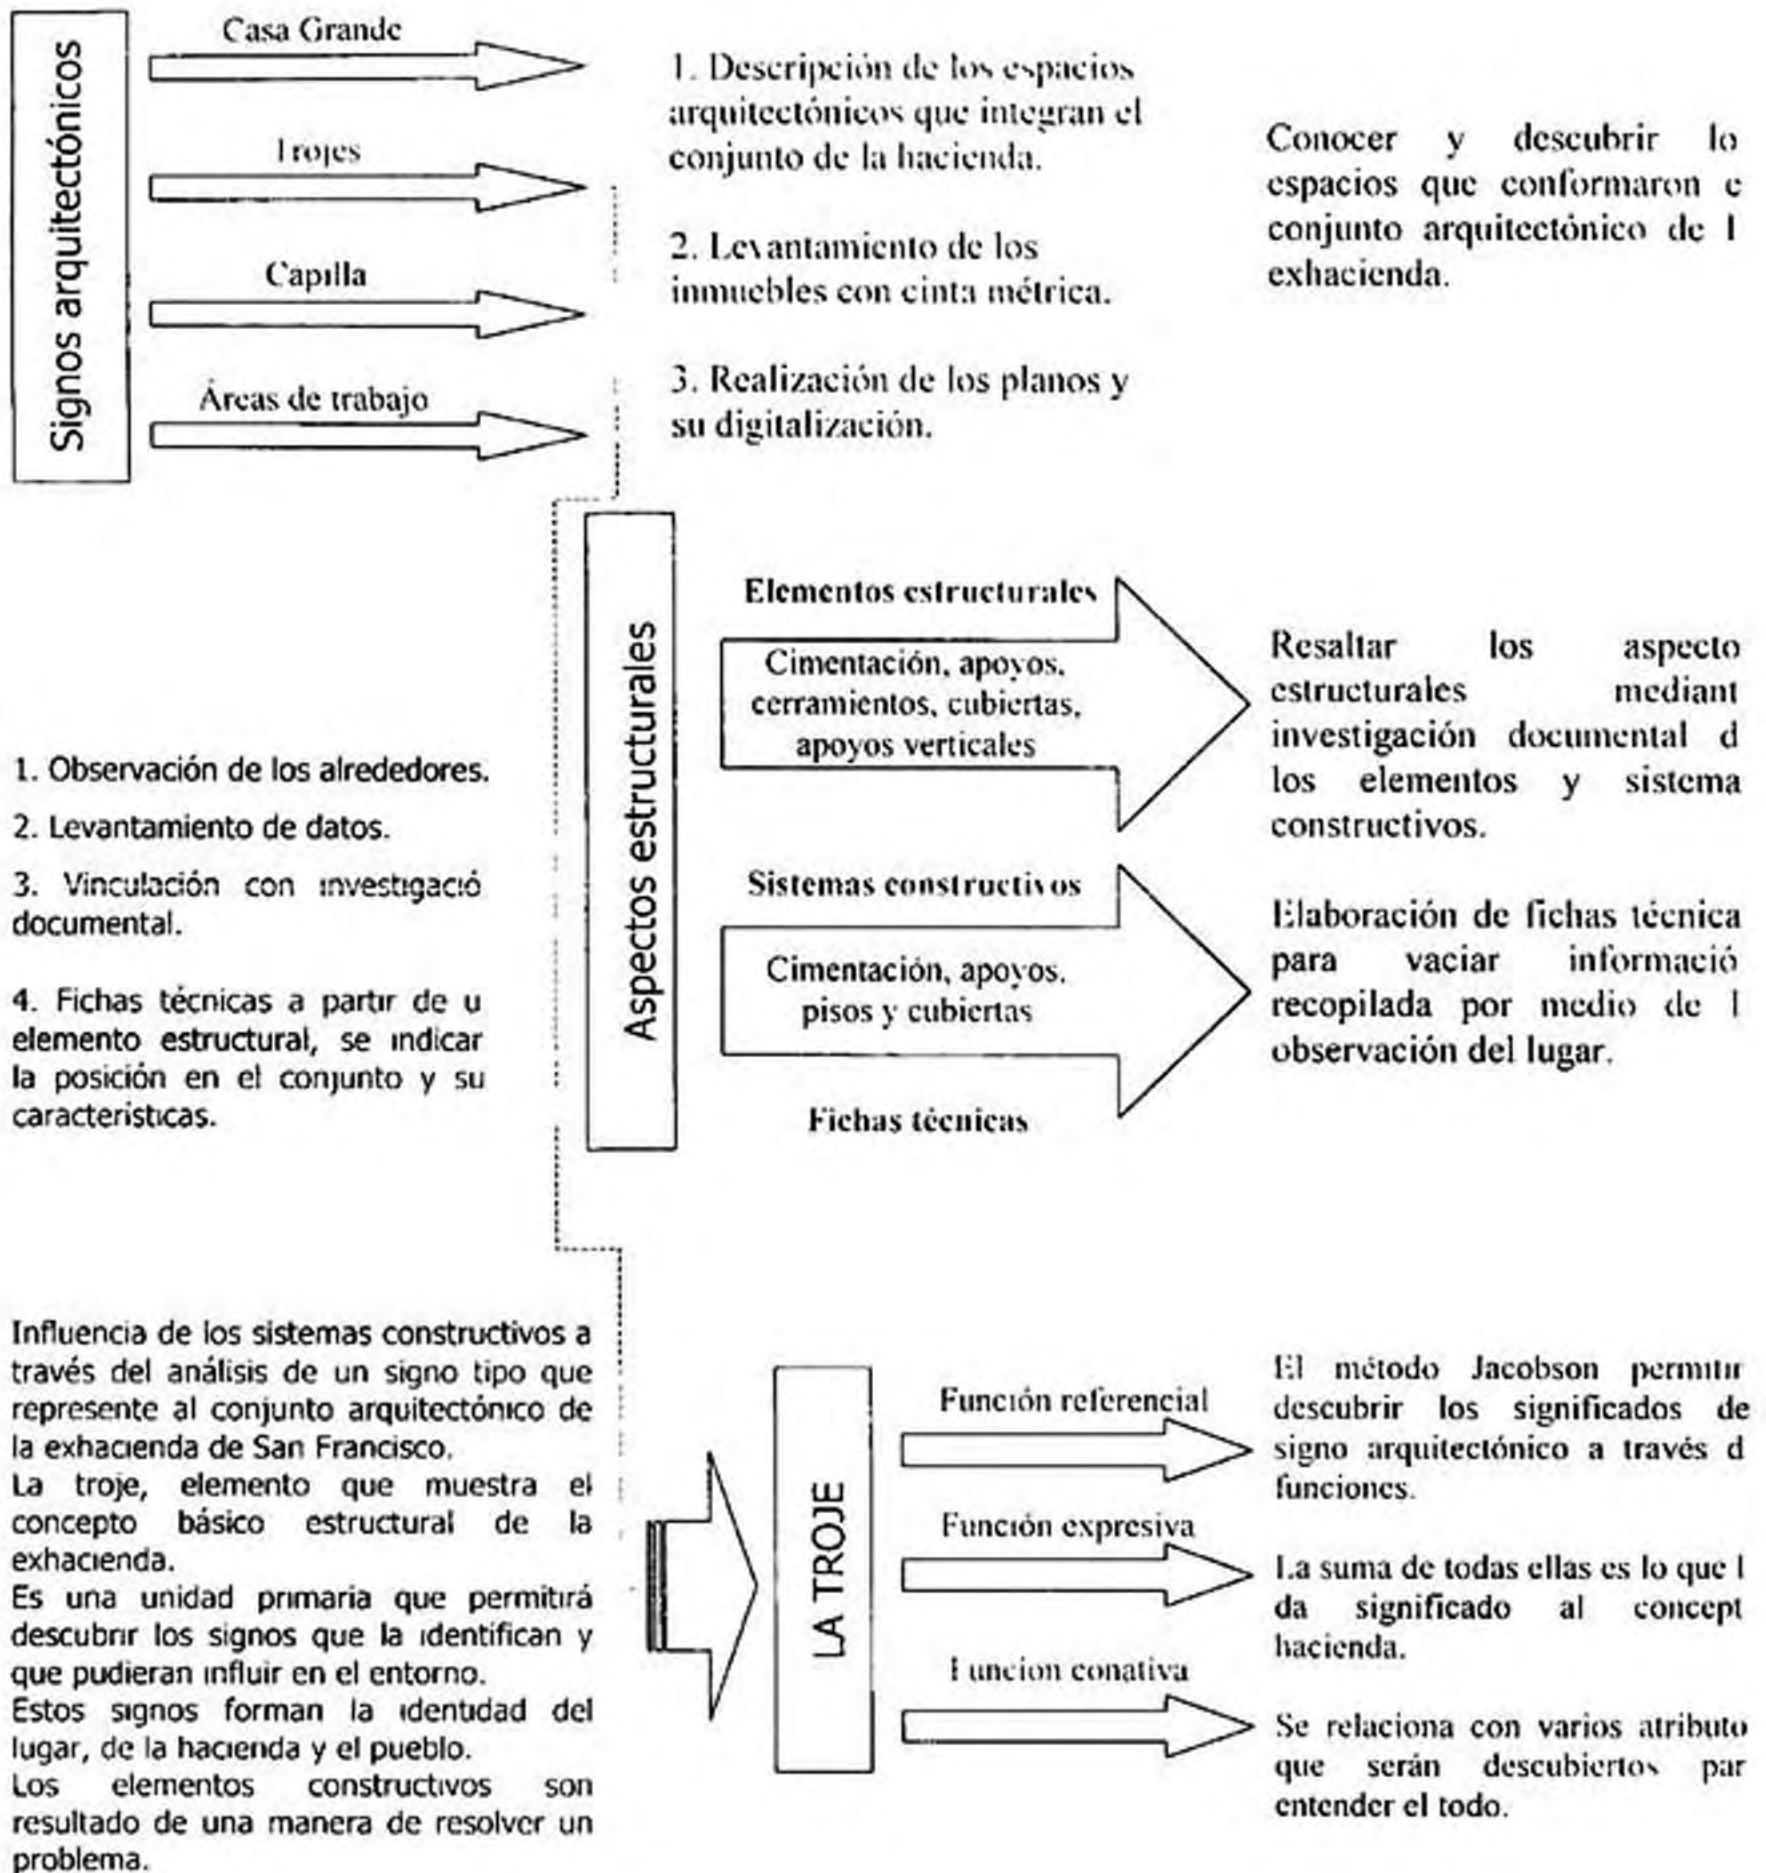 Signos arquitectónicos
Casa Grande
Trojes
Capilla
Áreas de trabajo
1. Descripción de los espacios
arquitectónicos que integran el
conjunto de la hacienda.
2. Levantamiento de los
inmuebles con cinta métrica.
3. Realización de los planos y
su digitalización.
Conocer y descubrir lo
espacios que conformaron e
conjunto arquitectónico de l
exhacienda.
1. Observación de los alrededores.
2. Levantamiento de datos.
3. Vinculación con investigació
documental.
4. Fichas técnicas a partir de u
elemento estructural, se indicar
la posición en el conjunto y su
características.
Aspectos estructurales
Elementos estructurales
Cimentación, apoyos,
cerramientos, cubiertas,
apoyos verticales
Sistemas constructivos
Cimentación, apoyos,
pisos y cubiertas
Fichas técnicas
Resaltar los aspecto
estructurales mediant
investigación documental d
los elementos y sistema
constructivos.
Elaboración de fichas técnica
para vaciar informació
recopilada por medio de l
observación del lugar.
Influencia de los sistemas constructivos a
través del análisis de un signo tipo que
represente al conjunto arquitectónico de
la exhacienda de San Francisco.
La troje, elemento que muestra el
concepto básico estructural de la
exhacienda.
Es una unidad primaria que permitirá
descubrir los signos que la identifican y
que pudieran influir en el entorno.
Estos signos forman la identidad del
lugar, de la hacienda y el pueblo.
Los elementos constructivos son
resultado de una manera de resolver un
problema.
LA TROJE
Función referencial
Función expresiva
Funcion conativa
El método Jacobson permitir
descubrir los significados de
signo arquitectónico a través d
funciones.
La suma de todas ellas es lo que l
da significado al concept
hacienda.
Se relaciona con varios atributo
que serán descubiertos par
entender el todo.